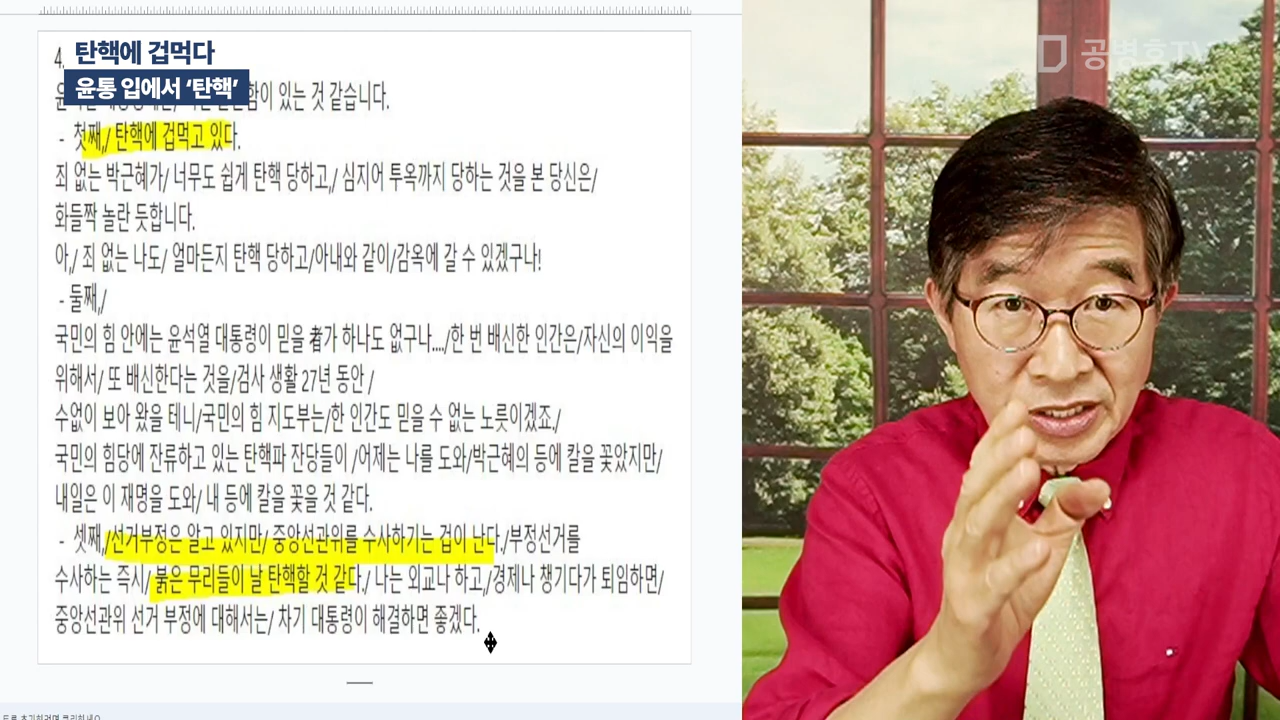 공병호TV
탄핵에 겁먹다
윤통 입에서 ‘탄핵’
4.
함이 있는 것 같습니다.
- 첫째,/ 탄핵에 겁먹고 있다.
죄 없는 박근혜가/ 너무도 쉽게 탄핵 당하고,/ 심지어 투옥까지 당하는 것을 본 당신은/
화들짝 놀란 듯합니다.
아,/ 죄 없는 나도/ 얼마든지 탄핵 당하고/아내와 같이/감옥에 갈 수 있겠구나!
- 둘째,/
국민의 힘 안에는 윤석열 대통령이 믿을 者가 하나도 없구나..../한 번 배신한 인간은/자신의 이익을
위해서/ 또 배신한다는 것을/검사 생활 27년 동안 /
수없이 보아 왔을 테니/국민의 힘 지도부는/한 인간도 믿을 수 없는 노릇이겠죠,/
국민의 힘당에 잔류하고 있는 탄핵파 잔당들이 /어제는 나를 도와/박근혜의 등에 칼을 꽂았지만/
내일은 이 재명을 도와/ 내 등에 칼을 꽂을 것 같다.
- 셋째,/선거부정은 알고 있지만/ 중앙선관위를 수사하기는 겁이 난다./부정선거를
수사하는 즉시/ 붉은 무리들이 날 탄핵할 것 같다./ 나는 외교나 하고,/경제나 챙기다가 퇴임하면/
중앙선관위 선거 부정에 대해서는/ 차기 대통령이 해결하면 좋겠다.